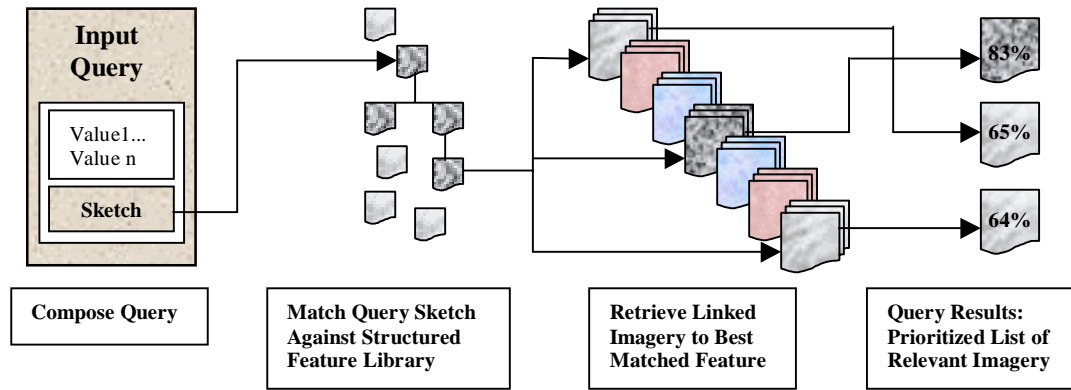 Input
Query
Value1...
Value n
Sketch
83%
65%
64%
Compose Query
Match Query Sketch
Against Structured
Feature Library
Retrieve Linked
Imagery to Best
Matched Feature
Query Results:
Prioritized List of
Relevant Imagery